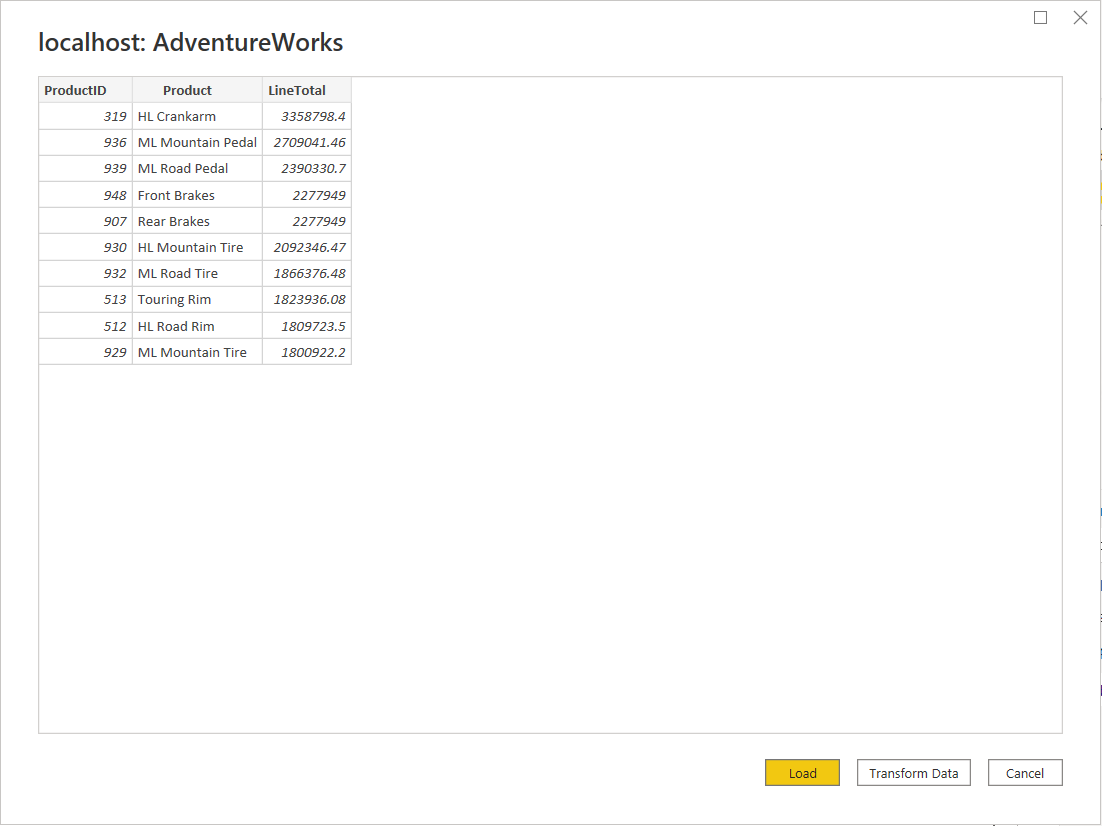 localhost: AdventureWorks
ProductID Product LineTotal
319 HL Crankarm 3358798.4
936 ML Mountain Pedal 2709041.46
939 ML Road Pedal 2390330.7
948 Front Brakes 2277949
907 Rear Brakes 2277949
930 HL Mountain Tire 2092346.47
932 ML Road Tire 1866376.48
513 Touring Rim 1823936.08
512 HL Road Rim 1809723.5
929 ML Mountain Tire 1800922.2
Load Transform Data Cancel